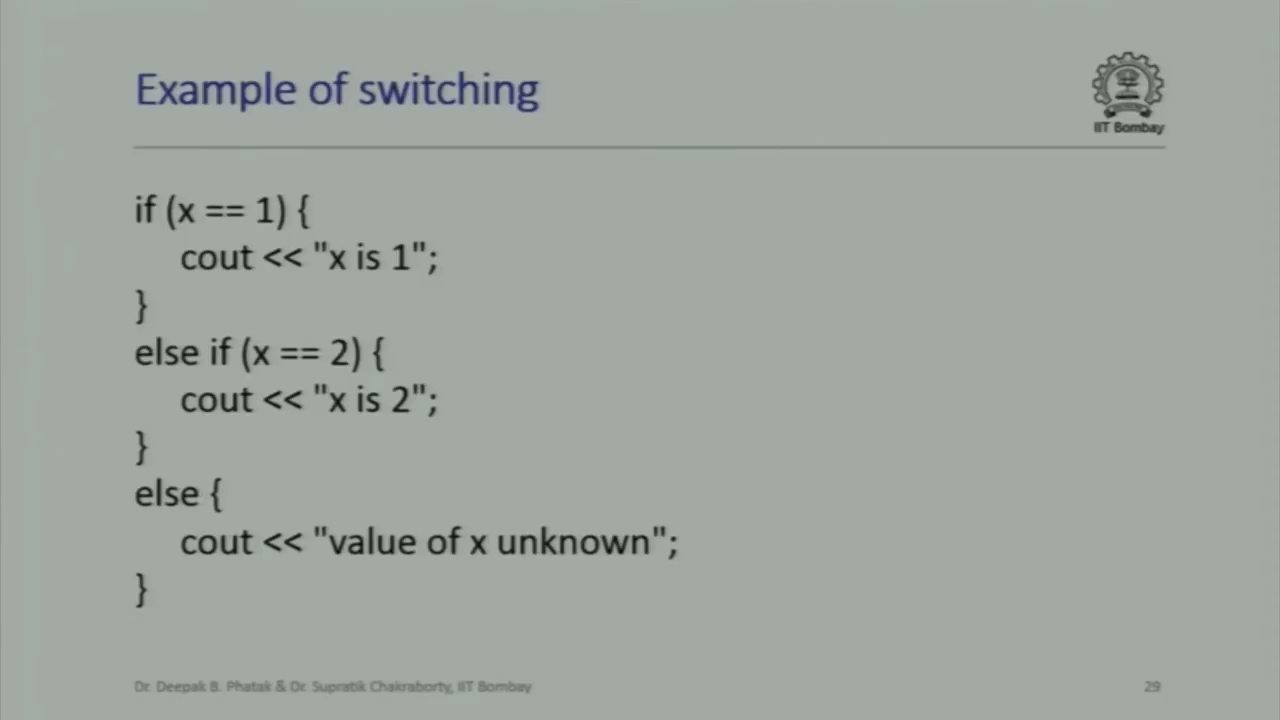 Example of switching
IIT Bombay
if (x == 1) {
cout << "x is 1";
}
else if (x == 2) {
cout << "x is 2";
}
else {
cout << "value of x unknown";
}
Dr. Deepak B. Phatak & Dr. Supratik Chakraborty, IIT Bombay
29